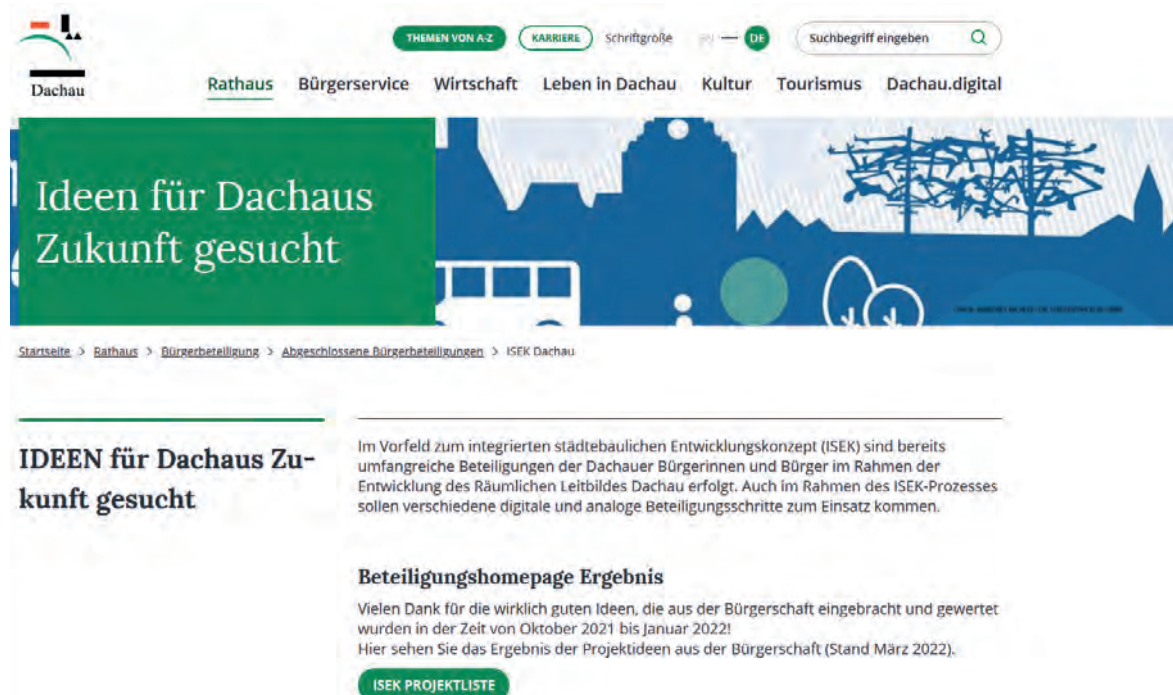 Dachau
THEMEN VON A-Z
KARRIERE
Schriftgröße
EN
DE
Suchbegriff eingeben
Rathaus
Bürgerservice
Wirtschaft
Leben in Dachau
Kultur
Tourismus
Dachau.digital
Ideen für Dachaus
Zukunft gesucht
Startseite > Rathaus > Bürgerbeteiligung > Abgeschlossene Bürgerbeteiligungen > ISEK Dachau
IDEEN für Dachaus Zu-
kunft gesucht
Im Vorfeld zum integrierten städtebaulichen Entwicklungskonzept (ISEK) sind bereits
umfangreiche Beteiligungen der Dachauer Bürgerinnen und Bürger im Rahmen der
Entwicklung des Räumlichen Leitbildes Dachau erfolgt. Auch im Rahmen des ISEK-Prozesses
sollen verschiedene digitale und analoge Beteiligungsschritte zum Einsatz kommen.
Beteiligungshomepage Ergebnis
Vielen Dank für die wirklich guten Ideen, die aus der Bürgerschaft eingebracht und gewertet
wurden in der Zeit von Oktober 2021 bis Januar 2022!
Hier sehen Sie das Ergebnis der Projektideen aus der Bürgerschaft (Stand März 2022).
ISEK PROJEKTLISTE